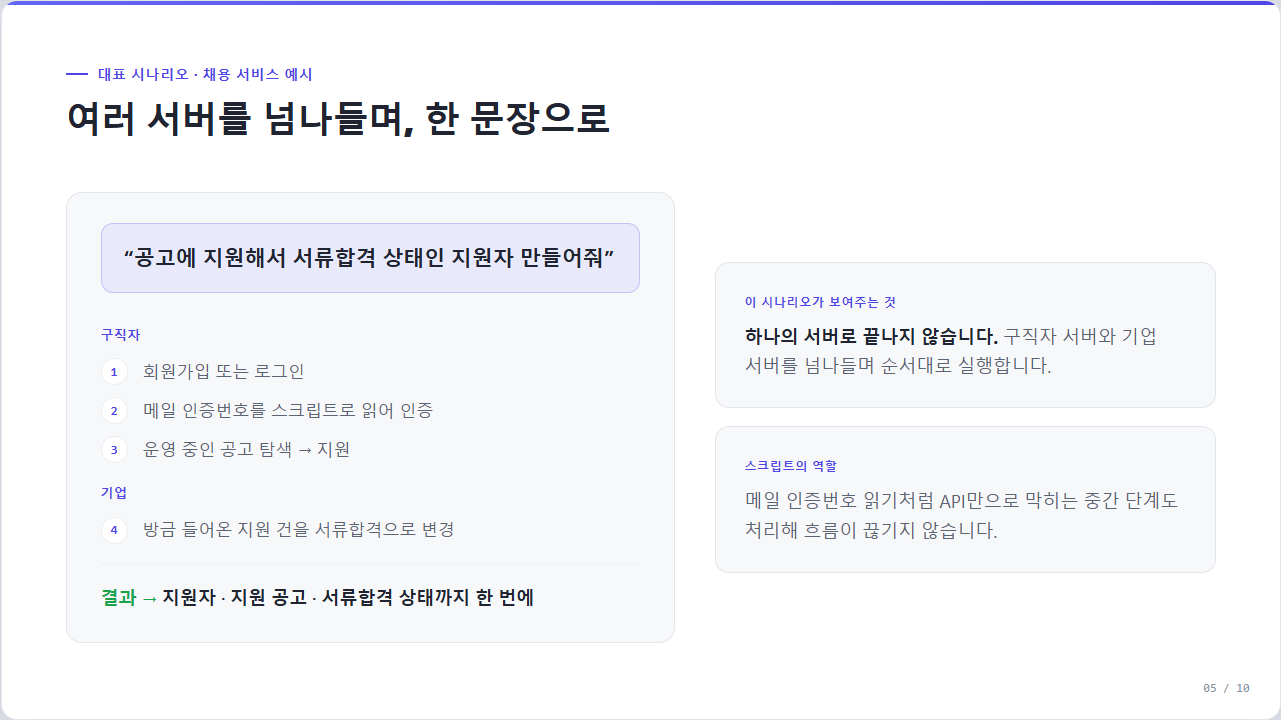 대표 시나리오 · 채용 서비스 예시
여러 서버를 넘나들며, 한 문장으로
“공고에 지원해서 서류합격 상태인 지원자 만들어줘”
구직자
1 회원가입 또는 로그인
2 메일 인증번호를 스크립트로 읽어 인증
3 운영 중인 공고 탐색 → 지원
기업
4 방금 들어온 지원 건을 서류합격으로 변경
결과 → 지원자 · 지원 공고 · 서류합격 상태까지 한 번에
이 시나리오가 보여주는 것
하나의 서버로 끝나지 않습니다. 구직자 서버와 기업
서버를 넘나들며 순서대로 실행합니다.
스크립트의 역할
메일 인증번호 읽기처럼 API만으로 막히는 중간 단계도
처리해 흐름이 끊기지 않습니다.
05 / 10